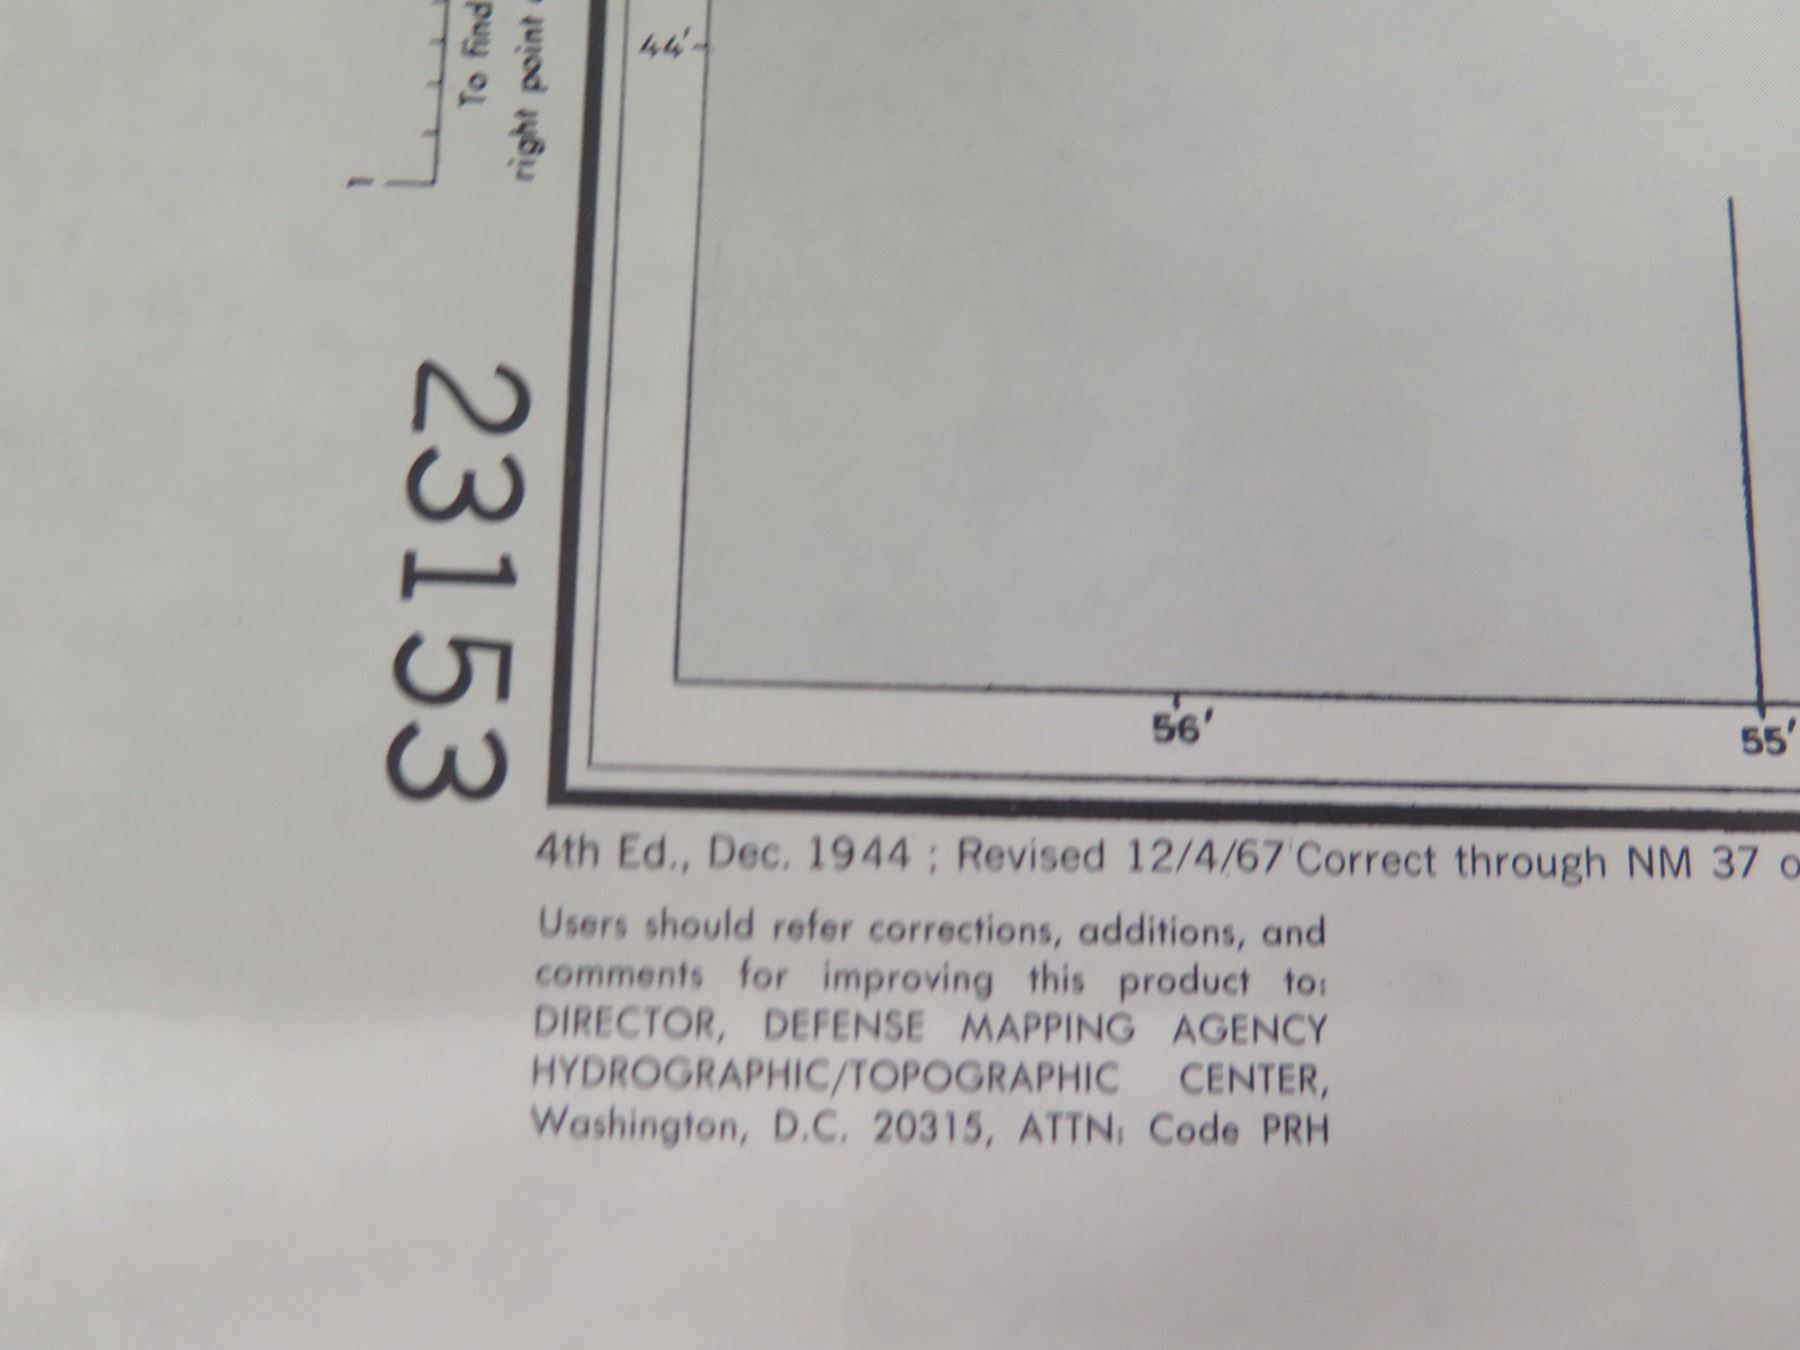 To find
right point
1
44'
23153
56'
55'
4th Ed., Dec. 1944 ; Revised 12/4/67 Correct through NM 37
Users should refer corrections, additions, and
comments for improving this product to:
DIRECTOR, DEFENSE MAPPING AGENCY
HYDROGRAPHIC/TOPOGRAPHIC CENTER,
Washington, D.C. 20315, ATTN: Code PRH